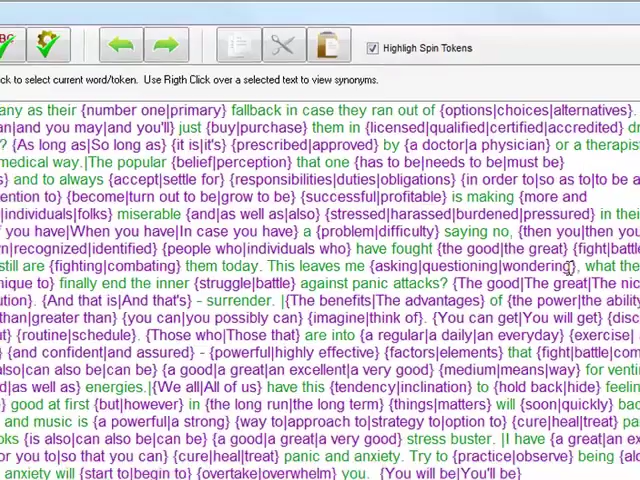 BC
Highligh Spin Tokens
ck to select current word/token. Use Rigth Click over a selected text to view synonyms.
any as their {number one|primary} fallback in case they ran out of {options|choices|alternatives}.
an|and you may|and you'll} just {buy|purchase} them in {licensed|qualified|certified|accredited} dr
? {As long as|So long as} {it is|it's} {prescribed|approved} by {a doctor|a physician} or a therapist
medical way.|The popular {belief|perception} that one {has to be|needs to be|must be}
s} and to always {accept|settle for} {responsibilities|duties|obligations} {in order to|so as to|to be a
vention to} {become|turn out to be|grow to be} {successful|profitable} is making {more and
|individuals|folks} miserable {and|as well as|also} {stressed|harassed|burdened|pressured} in their
f you have|When you have|In case you have} a {problem|difficulty} saying no, {then you|then you
wn|recognized|identified} {people who|individuals who} have fought {the good|the great} {fight|battle
still are {fighting|combating} them today. This leaves me {asking|questioning|wondering}, what the
nique to} finally end the inner {struggle|battle} against panic attacks? {The good|The great|The nic
ution}. {And that is|And that's} - surrender. |{The benefits|The advantages} of {the power|the ability
than|greater than} {you can|you possibly can} {imagine|think of}. {You can get|You will get} {disc
ut} {routine|schedule}. {Those who|Those that} are into {a regular|a daily|an everyday} {exercise|
} {and confident|and assured} - {powerful|highly effective} {factors|elements} that {fight|battle|com
also|can also be|can be} {a good|a great|an excellent|a very good} {medium|means|way} for venti
d|as well as} energies.|{We all|All of us} have this {tendency|inclination} to {hold back|hide} feelin
} good at first {but|however} in {the long run|the long term} {things|matters} will {soon|quickly} bac
and music is {a powerful|a strong} {way to|approach to|strategy to|option to} {cure|heal|treat} pa
oks {is also|can also be|can be} {a good|a great|a very good} stress buster. |I have {a great|an ex
or you to|so that you can} {cure|heal|treat} panic and anxiety. Try to {practice|observe} being {alo
anxiety will {start to|begin to} {overtake|overwhelm} you. {You will be|You'll be}